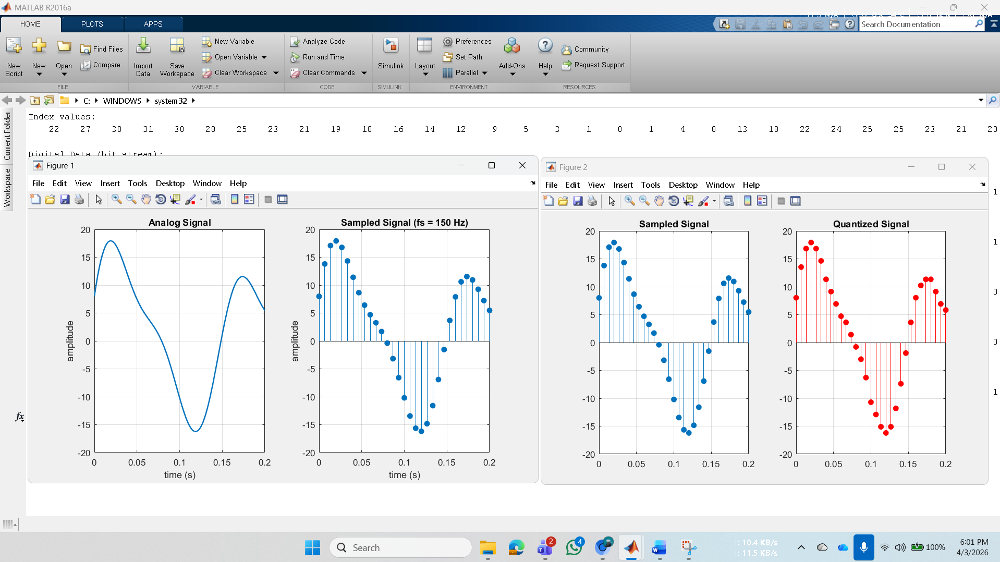 MATLAB R2016a
HOME PLOTS APPS
Search Documentation
New Script
New
Open
Find Files
Compare
FILE
Import Data
Save Workspace
New Variable
Open Variable
Clear Workspace
VARIABLE
Analyze Code
Run and Time
Clear Commands
CODE
Simulink
SIMULINK
Layout
Preferences
Set Path
Parallel
Add-Ons
ENVIRONMENT
Help
Community
Request Support
RESOURCES
C: WINDOWS system32
Current Folder
Workspace
Index values:
22 27 30 31 30 28 25 23 21 19 18 16 14 12 9 5 3 1 0 1 4 8 13 18 22 24 25 25 23 21 20
Digital Data (bit stream):
1
1
0
0
1
fx
Figure 1
File Edit View Insert Tools Desktop Window Help
Analog Signal
20
15
10
5
0
-5
-10
-15
-20
amplitude
0 0.05 0.1 0.15 0.2
time (s)
Sampled Signal (fs = 150 Hz)
20
15
10
5
0
-5
-10
-15
-20
amplitude
0 0.05 0.1 0.15 0.2
time (s)
Figure 2
File Edit View Insert Tools Desktop Window Help
Sampled Signal
20
15
10
5
0
-5
-10
-15
-20
0 0.05 0.1 0.15 0.2
Quantized Signal
20
15
10
5
0
-5
-10
-15
-20
0 0.05 0.1 0.15 0.2
Search
2
4
↑: 10.4 KB/s
↓: 11.5 KB/s
100%
6:01 PM
4/3/2026